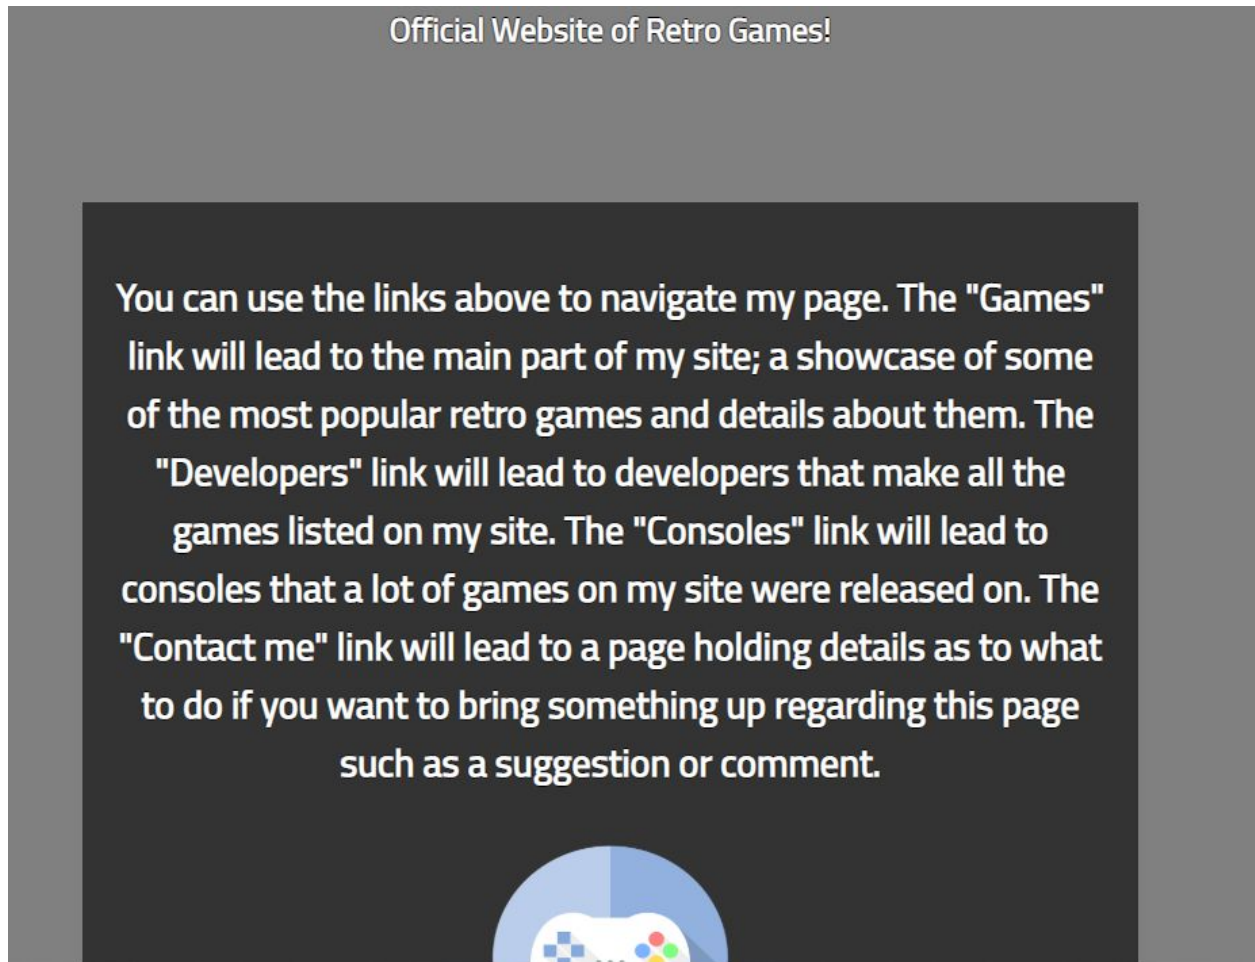 Official Website of Retro Games!
You can use the links above to navigate my page. The "Games"
link will lead to the main part of my site; a showcase of some
of the most popular retro games and details about them. The
"Developers" link will lead to developers that make all the
games listed on my site. The "Consoles" link will lead to
consoles that a lot of games on my site were released on. The
"Contact me" link will lead to a page holding details as to what
to do if you want to bring something up regarding this page
such as a suggestion or comment.